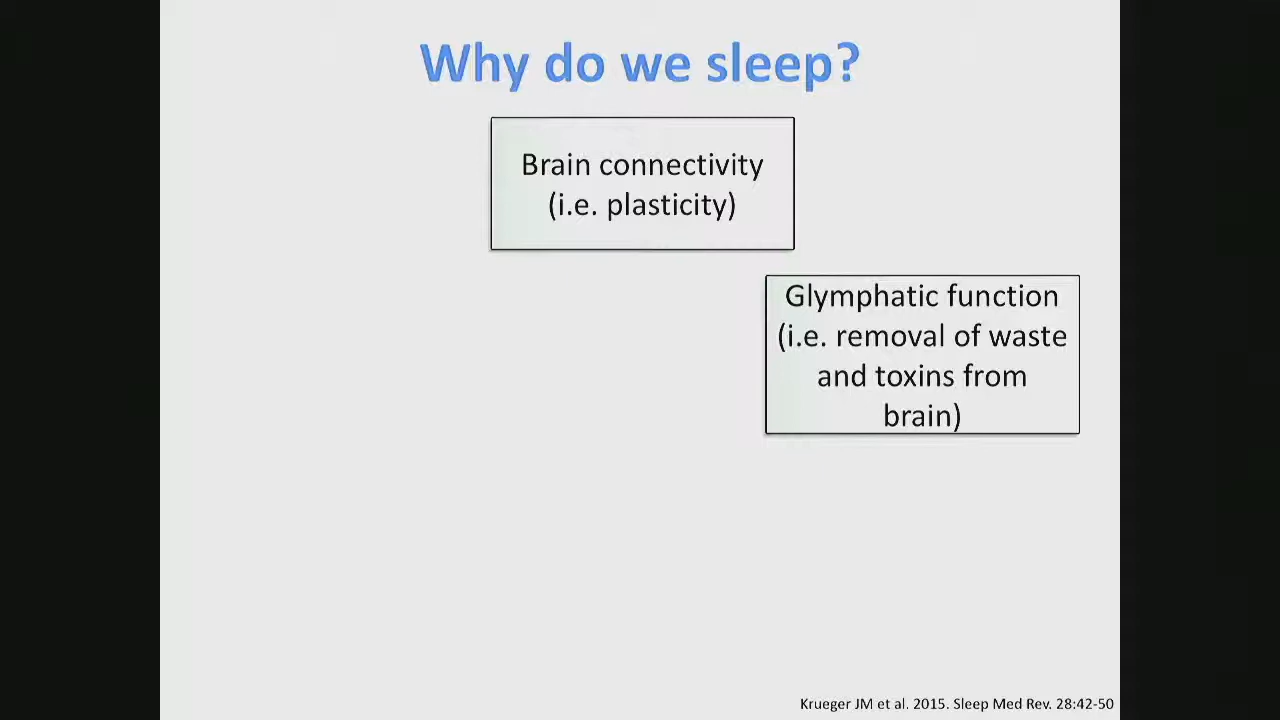 Why do we sleep?
Brain connectivity
(i.e. plasticity)
Glymphatic function
(i.e. removal of waste
and toxins from
brain)
Krueger JM et al. 2015. Sleep Med Rev. 28:42-50